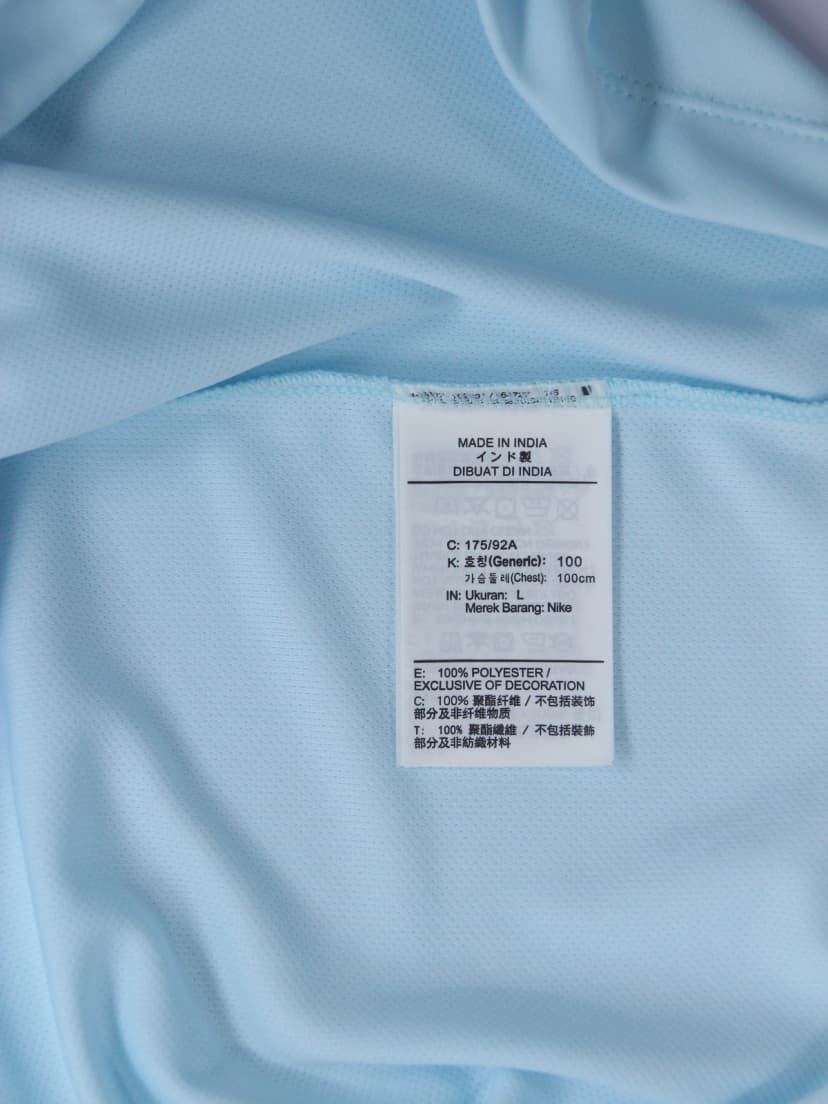 MADE IN INDIA
インド製
DIBUAT DI INDIA
C: 175/92A
K: 호칭(Generic): 100
가슴둘레(Chest): 100cm
IN: Ukuran: L
Merek Barang: Nike
E: 100% POLYESTER /
EXCLUSIVE OF DECORATION
C: 100% 聚酯纤维 / 不包括装饰
部分及非纤维物质
T: 100% 聚酯纖維 / 不包括裝飾
部分及非紡織材料